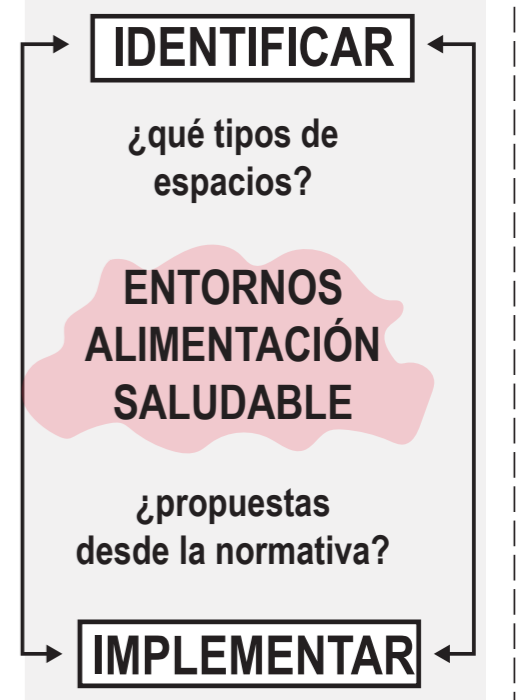 IDENTIFICAR
¿qué tipos de
espacios?
ENTORNOS
ALIMENTACIÓN
SALUDABLE
¿propuestas
desde la normativa?
IMPLEMENTAR